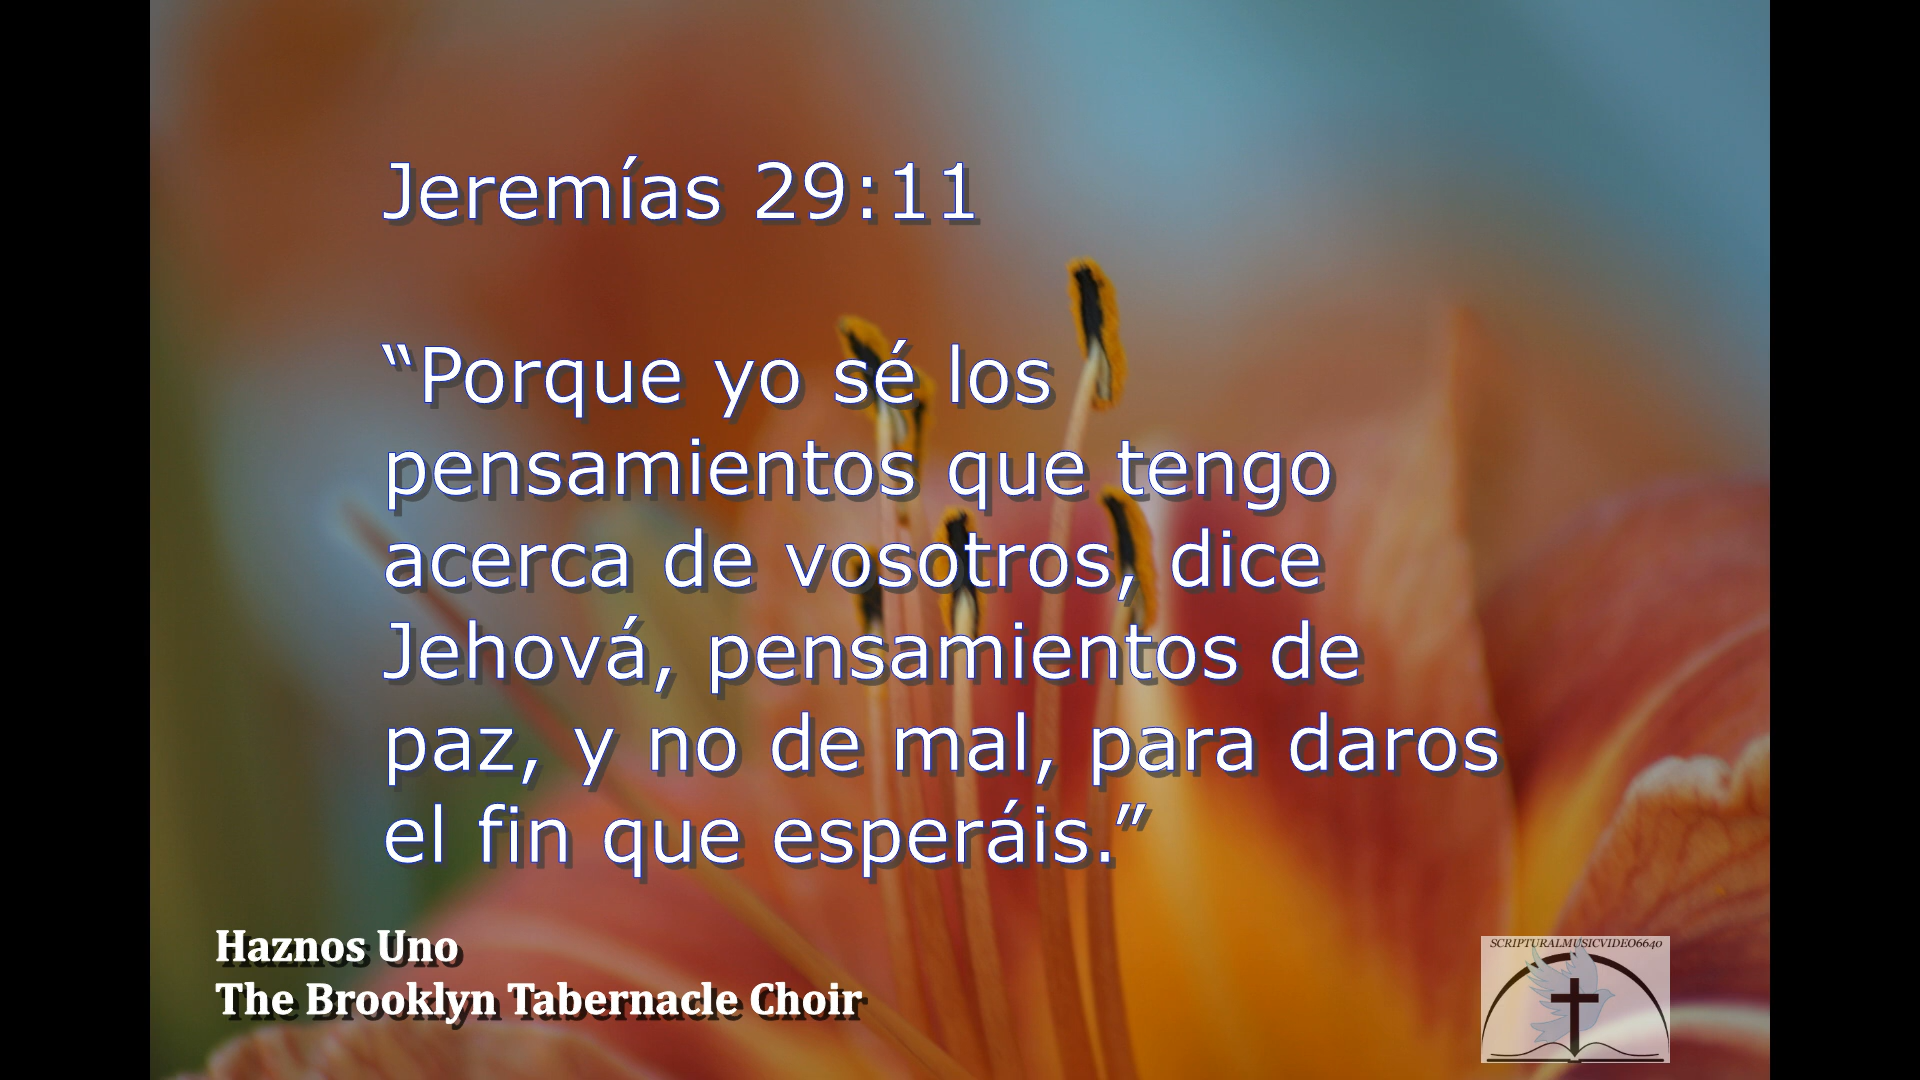 Jeremías 29:11
“Porque yo sé los
pensamientos que tengo
acerca de vosotros, dice
Jehová, pensamientos de
paz, y no de mal, para daros
el fin que esperáis.”
Haznos Uno
The Brooklyn Tabernacle Choir
SCRIPTURALMUSICVIDEO6640